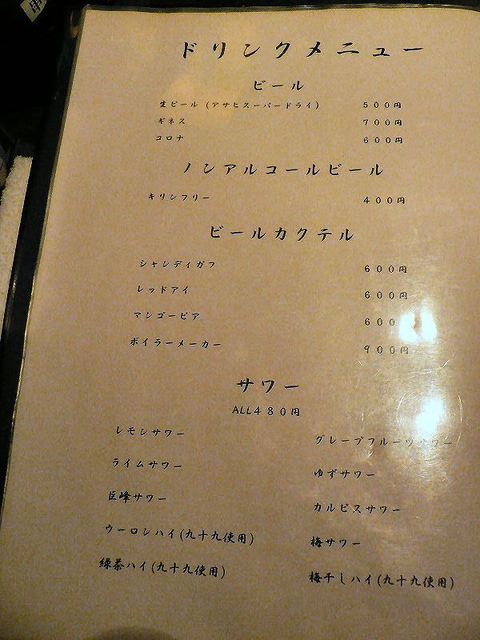 ドリンクメニュー
ビール
生ビール (アサヒスーパードライ) 500円
ギネス 700円
コロナ 600円
ノンアルコールビール
キリンフリー 400円
ビールカクテル
シャンディガフ 600円
レッドアイ 600円
マンゴービア 600
ボイラーメーカー 900円
サワー
ALL480円
レモンサワー グレープフルーツサワー
ライムサワー ゆずサワー
巨峰サワー カルピスサワー
ウーロンハイ(九十九使用) 梅サワー
緑茶ハイ(九十九使用) 梅干しハイ(九十九使用)